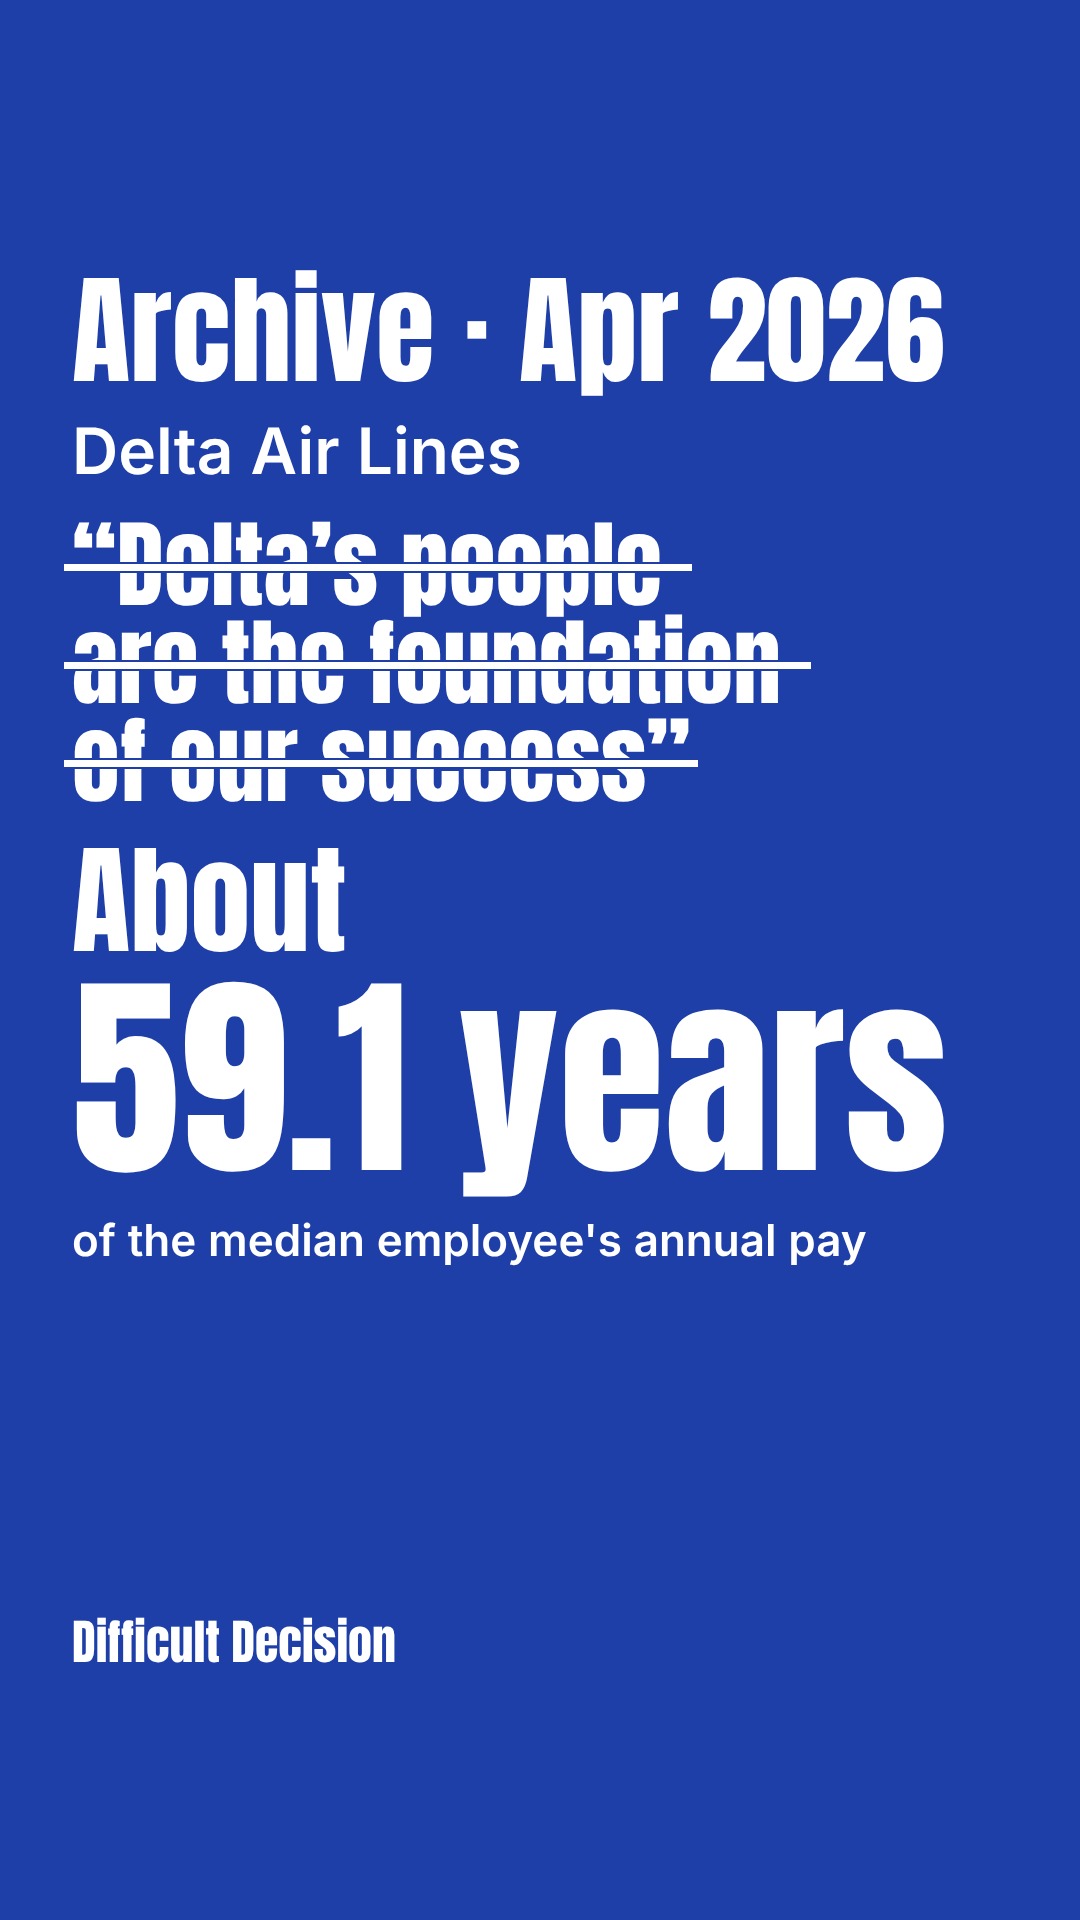 Archive · Apr 2026
Delta Air Lines
“Delta’s people
are the foundation
of our success”
About
59.1 years
of the median employee's annual pay
Difficult Decision